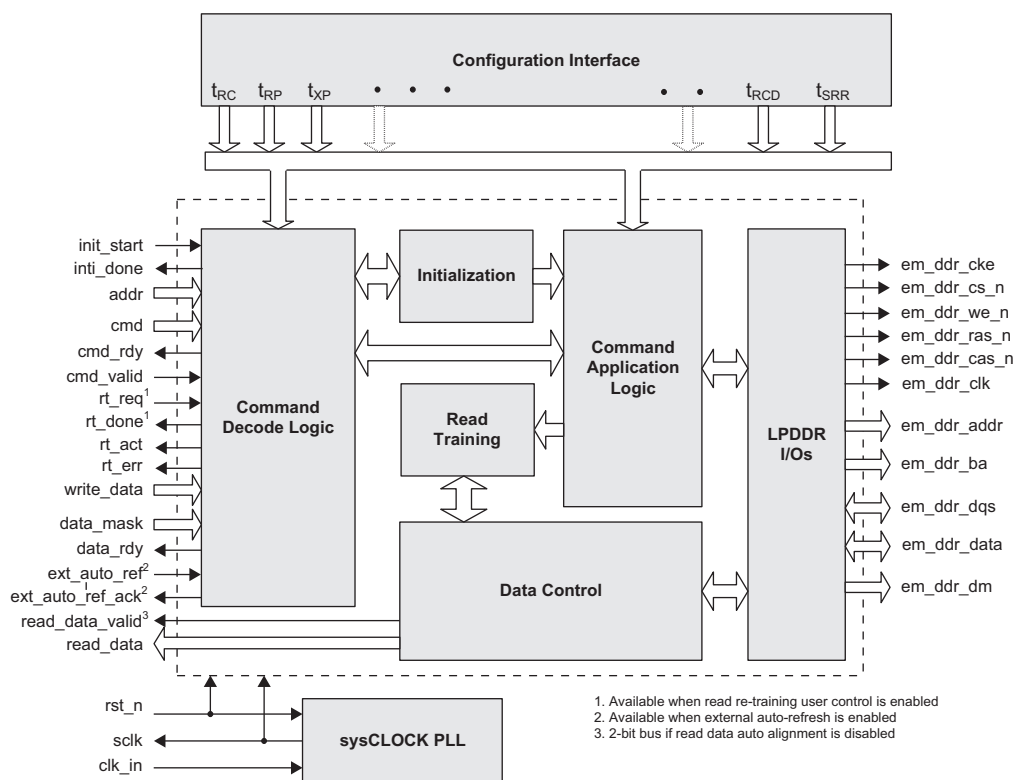 Configuration Interface
tRC tRP tXP • • • • • tRCD tSRR
init_start
inti_done
addr
cmd
cmd_rdy
cmd_valid
rt_req1
rt_done1
rt_act
rt_err
write_data
data_mask
data_rdy
ext_auto_ref2
ext_auto_ref_ack2
read_data_valid3
read_data
Command
Decode Logic
Initialization
Read
Training
Command
Application
Logic
Data Control
LPDDR
I/Os
em_ddr_cke
em_ddr_cs_n
em_ddr_we_n
em_ddr_ras_n
em_ddr_cas_n
em_ddr_clk
em_ddr_addr
em_ddr_ba
em_ddr_dqs
em_ddr_data
em_ddr_dm
rst_n
sclk
clk_in
sysCLOCK PLL
1. Available when read re-training user control is enabled
2. Available when external auto-refresh is enabled
3. 2-bit bus if read data auto alignment is disabled